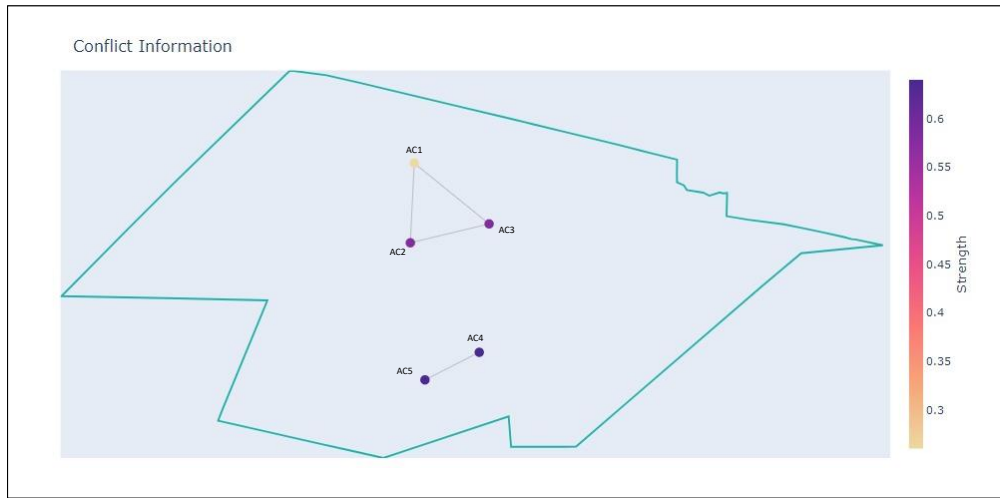 Conflict Information
AC1
AC3
AC2
AC4
AC5
0.6
0.55
0.5
0.45
0.4
0.35
0.3
Strength